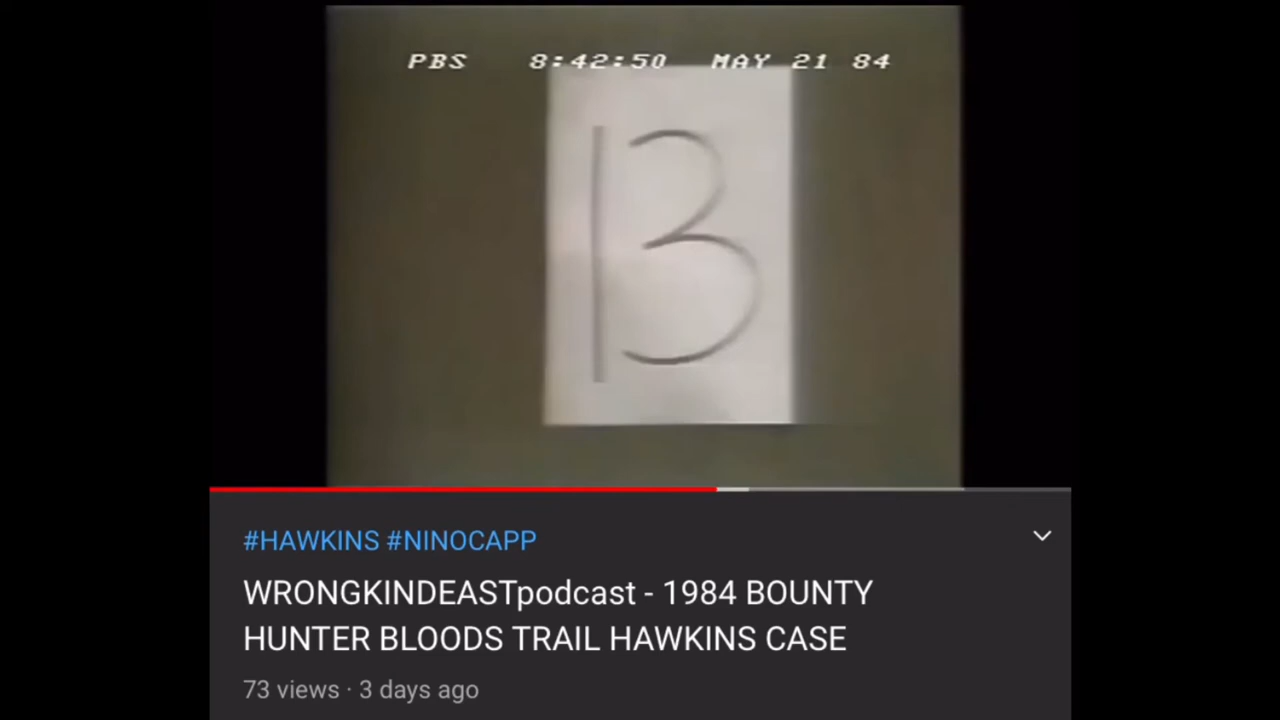 PBS 8:42:50 MAY 21 84
B
#HAWKINS #NINOCAPP
WRONGKINDEASTpodcast - 1984 BOUNTY
HUNTER BLOODS TRAIL HAWKINS CASE
73 views · 3 days ago